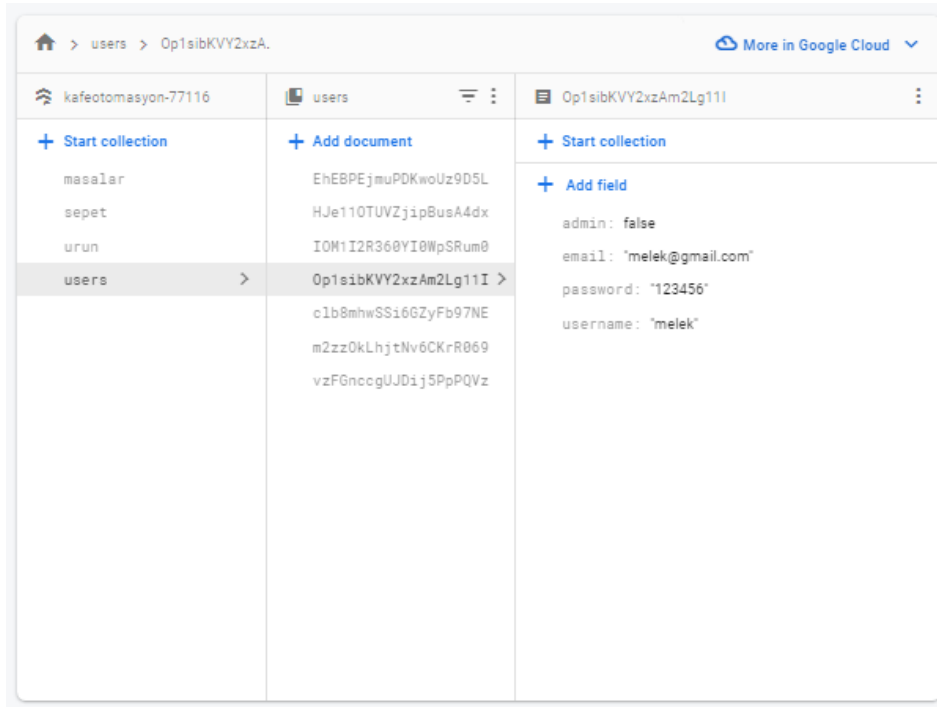 > users > Op1sibKVY2xzA.
More in Google Cloud
kafeotomasyon-77116
Start collection
masalar
sepet
urun
users
users
Add document
EhEBPEjmuPDKwoUz9D5L
HJe11OTUVZjipBusA4dx
IOM1I2R360YI0WpSRum0
Op1sibKVY2xzAm2Lg11I
clb8mhwSSi6GZyFb97NE
m2zzOkLhjtNv6CKrR069
vzFGnccgUJDij5PpPQVz
Op1sibKVY2xzAm2Lg11I
Start collection
Add field
admin: false
email: "melek@gmail.com"
password: "123456"
username: "melek"